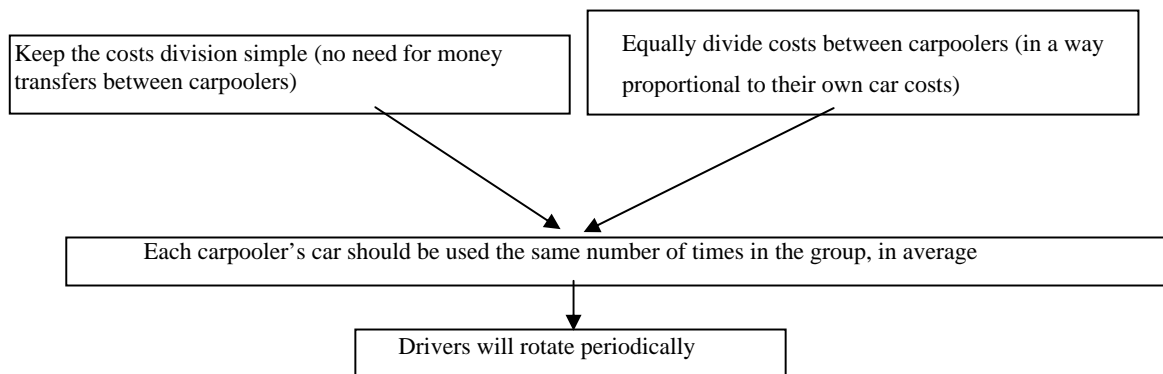 Keep the costs division simple (no need for money
transfers between carpoolers)
Equally divide costs between carpoolers (in a way
proportional to their own car costs)
Each carpooler's car should be used the same number of times in the group, in average
Drivers will rotate periodically